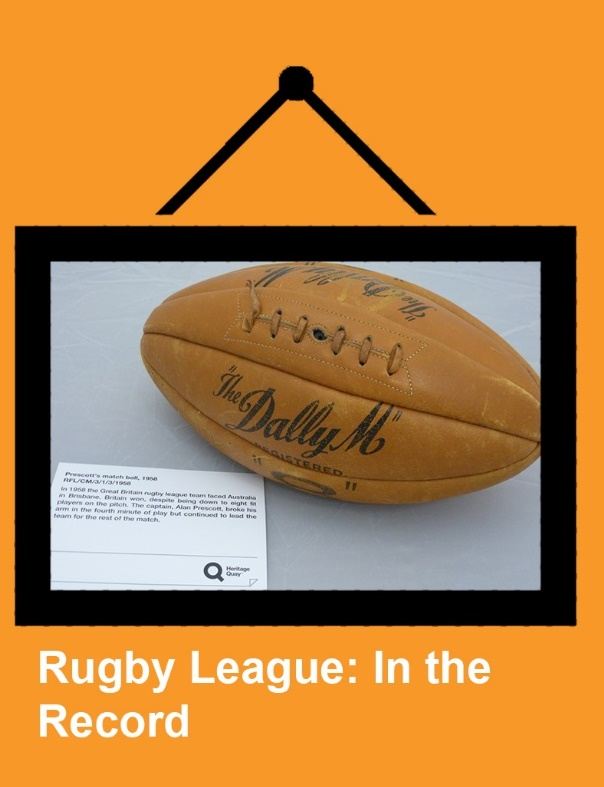 "The Dally M"
"The Dally M"
REGISTERED.
Prescott's match ball, 1958
RFL/CM/3/1/3/1958
In 1958 the Great Britain rugby league team faced Australia
in Brisbane. Britain won, despite being down to eight fit
players on the pitch. The captain, Alan Prescott, broke his
arm in the fourth minute of play but continued to lead the
team for the rest of the match.
Heritage
Quay
Rugby League: In the
Record